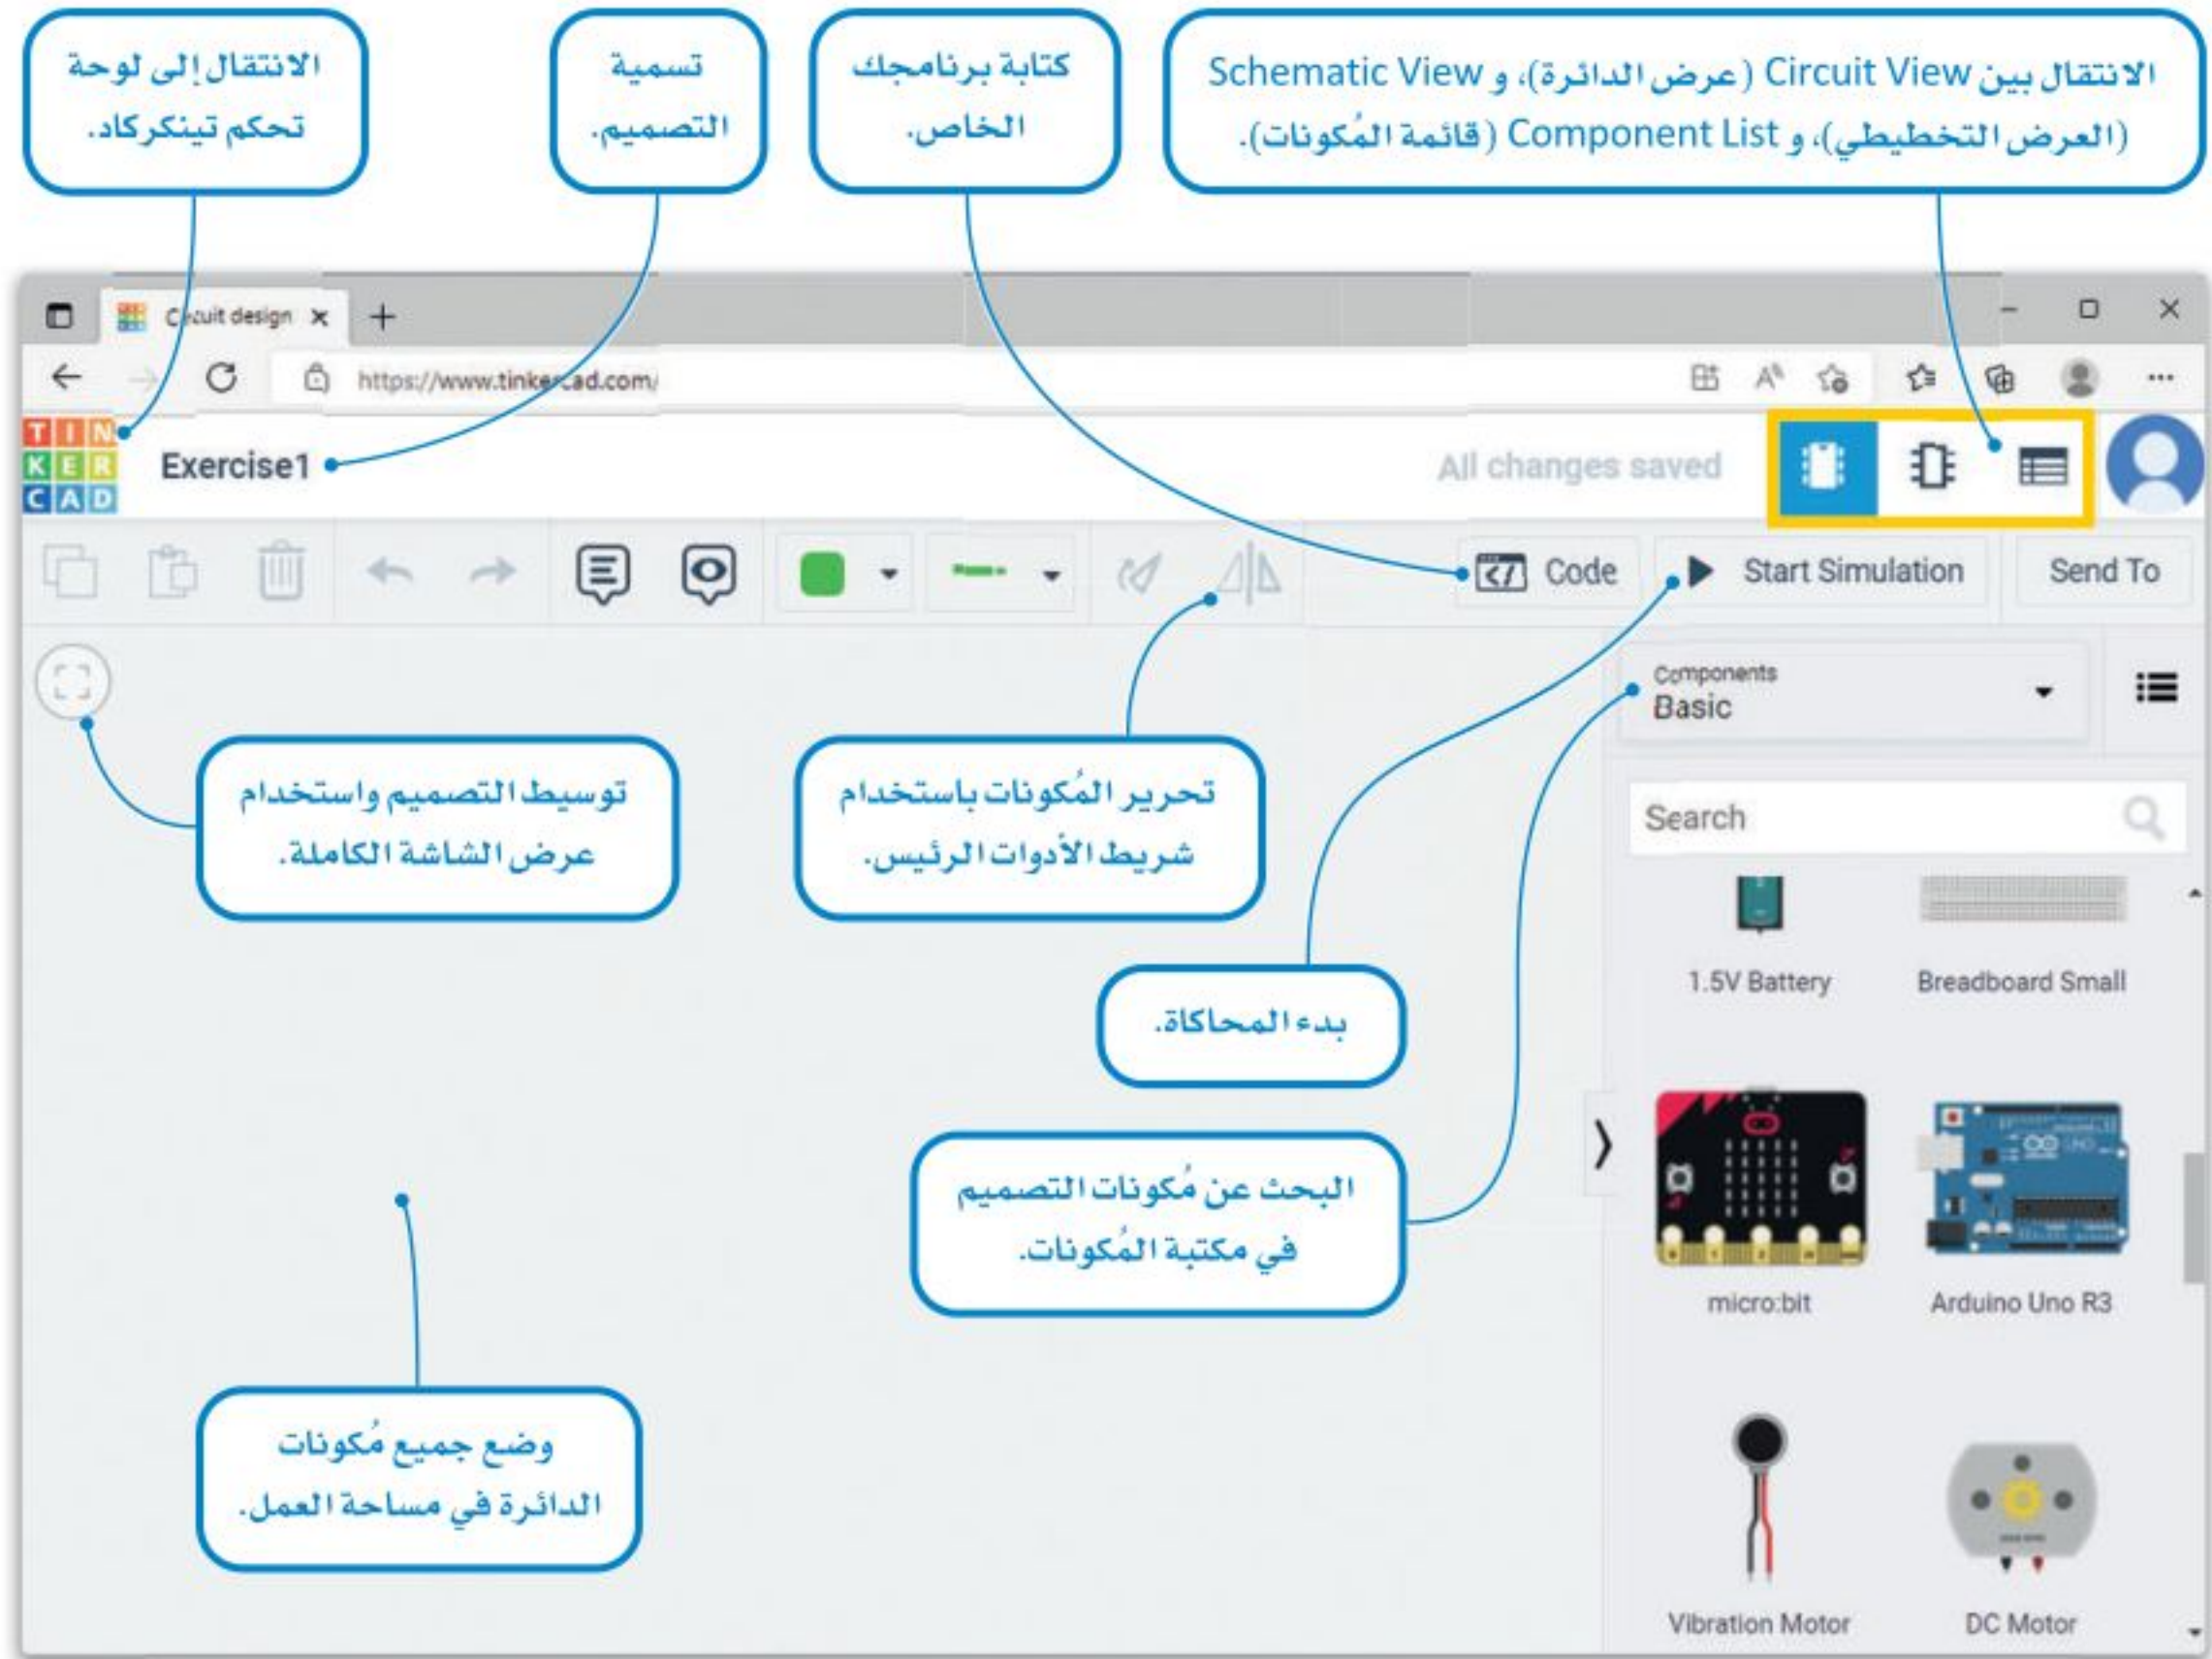 الانتقال إلى لوحة
تحكم تينكركاد.
تسمية
التصميم.
كتابة برنامجك
الخاص.
الانتقال بين Circuit View (عرض الدائرة)، و Schematic View
(العرض التخطيطي)، و Component List (قائمة المُكونات).
Circuit design
https://www.tinkercad.com/
TIN
KER
CAD
Exercise1
All changes saved
Code
Start Simulation
Send To
Components
Basic
Search
توسيط التصميم واستخدام
عرض الشاشة الكاملة.
تحرير المُكونات باستخدام
شريط الأدوات الرئيس.
بدء المحاكاة.
البحث عن مُكونات التصميم
في مكتبة المُكونات.
وضع جميع مُكونات
الدائرة في مساحة العمل.
1.5V Battery
Breadboard Small
micro:bit
Arduino Uno R3
Vibration Motor
DC Motor